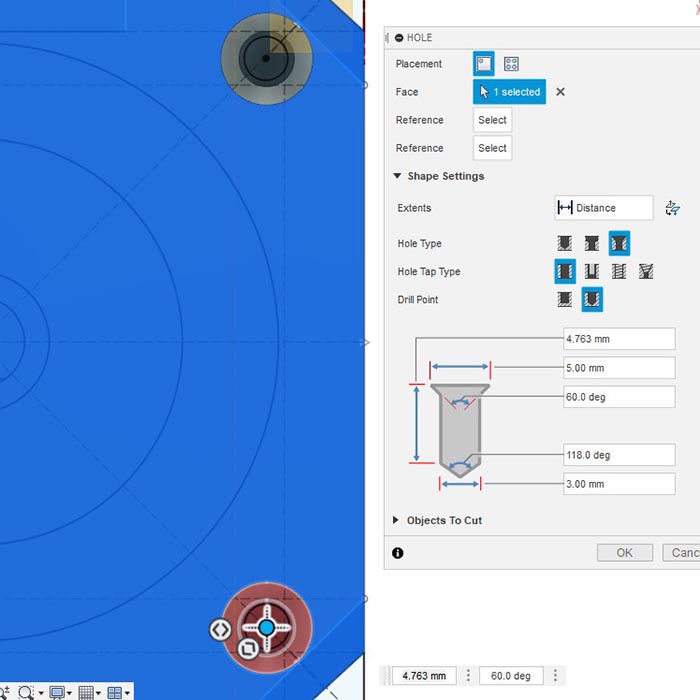 HOLE
Placement
Face 1 selected
Reference Select
Reference Select
Shape Settings
Extents Distance
Hole Type
Hole Tap Type
Drill Point
4.763 mm
5.00 mm
60.0 deg
118.0 deg
3.00 mm
Objects To Cut
OK Canc
4.763 mm 60.0 deg